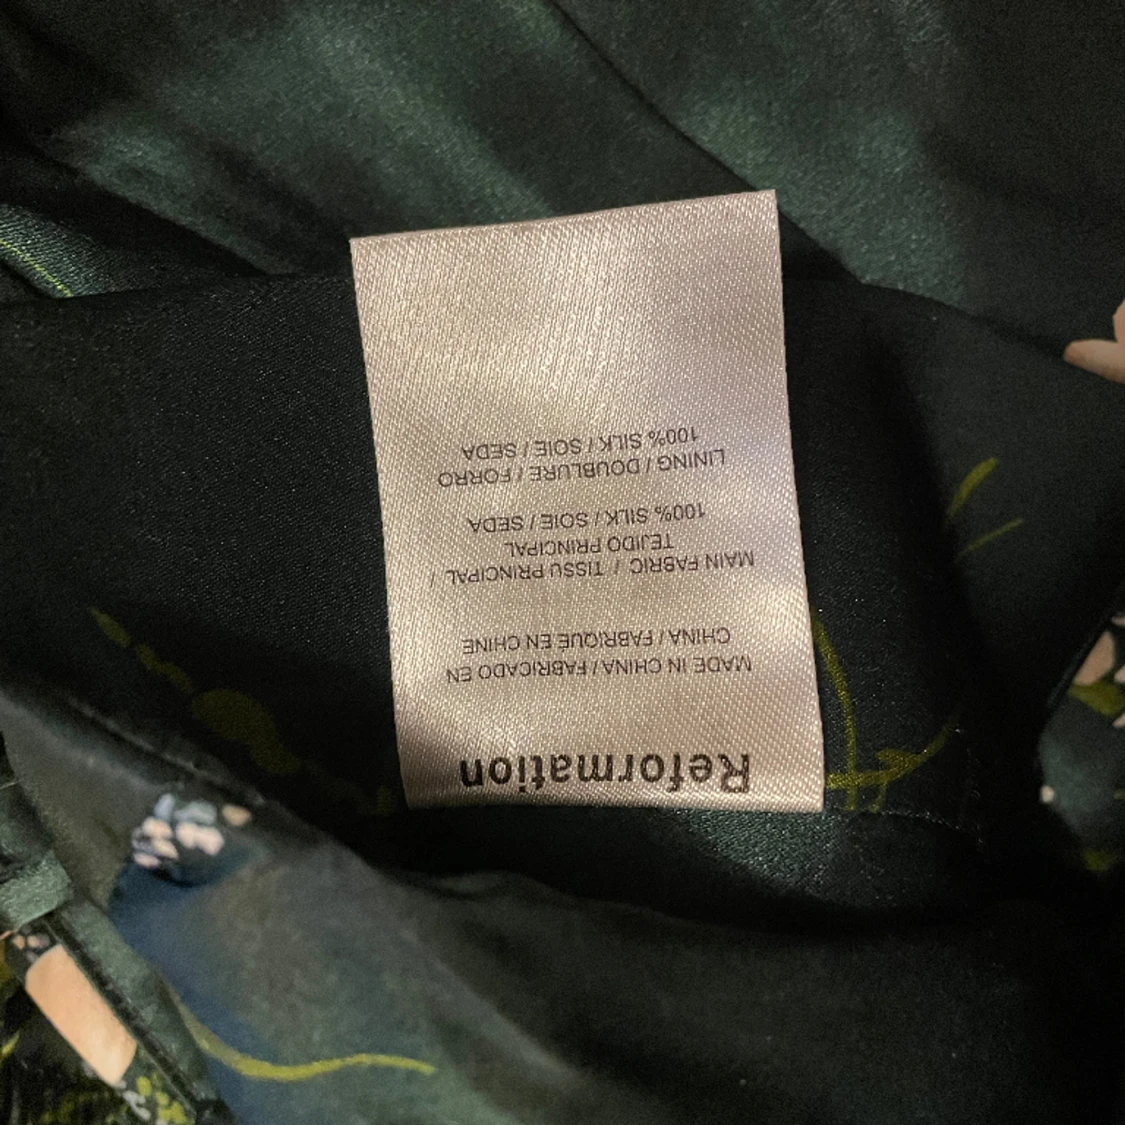 Reformation
MADE IN CHINA / FABRICADO EN
CHINA / FABRIQUE EN CHINE
MAIN FABRIC / TISSU PRINCIPAL /
TEJIDO PRINCIPAL
100% SILK / SOIE / SEDA
LINING / DOUBLURE / FORRO
100% SILK / SOIE / SEDA